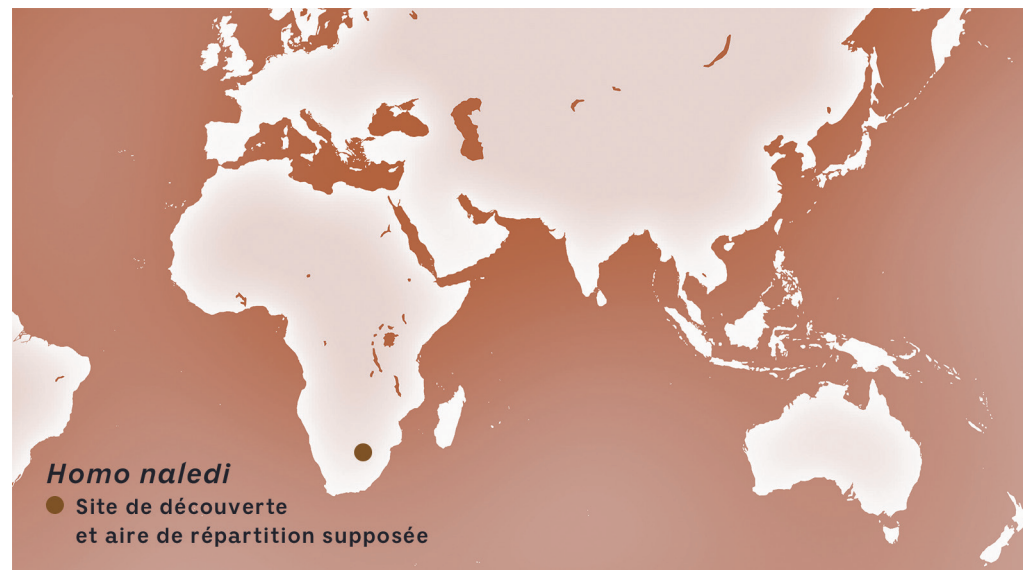 Homo naledi
Site de découverte
et aire de répartition supposée